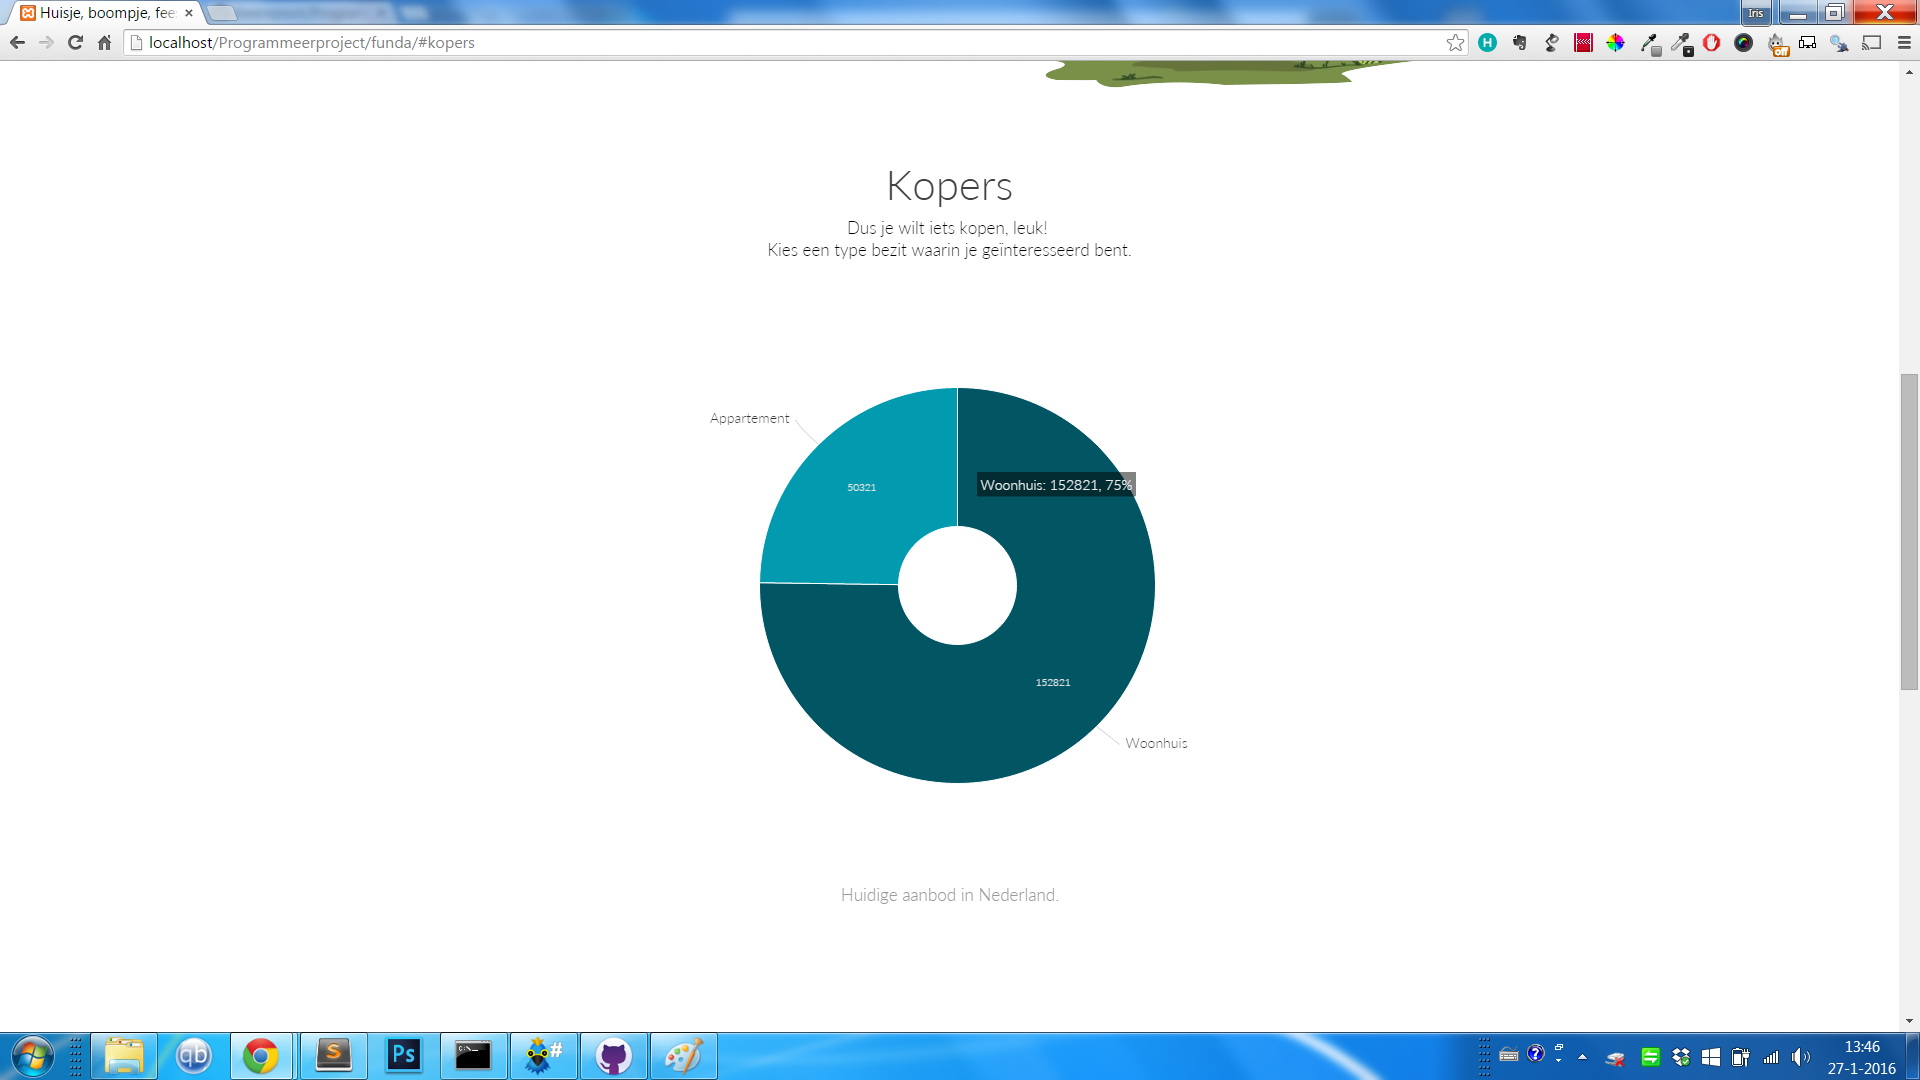 Huisje, boompje, fee
Iris
localhost/Programmeerproject/funda/#kopers
Kopers
Dus je wilt iets kopen, leuk!
Kies een type bezit waarin je geïnteresseerd bent.
Appartement
50321
Woonhuis: 152821, 75%
152821
Woonhuis
Huidige aanbod in Nederland.
13:46
27-1-2016